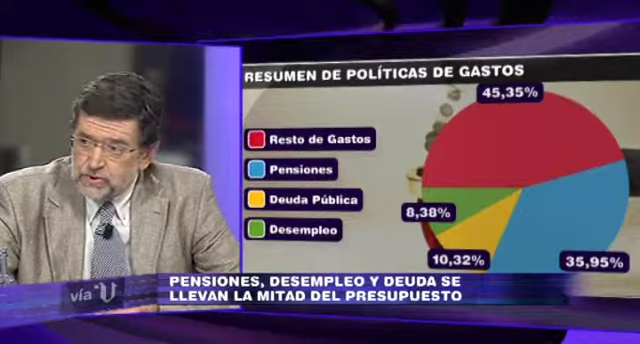 RESUMEN DE POLÍTICAS DE GASTOS
45,35%
Resto de Gastos
Pensiones
Deuda Pública
Desempleo
8,38%
10,32%
35,95%
vía Ü
PENSIONES, DESEMPLEO Y DEUDA SE
LLEVAN LA MITAD DEL PRESUPUESTO